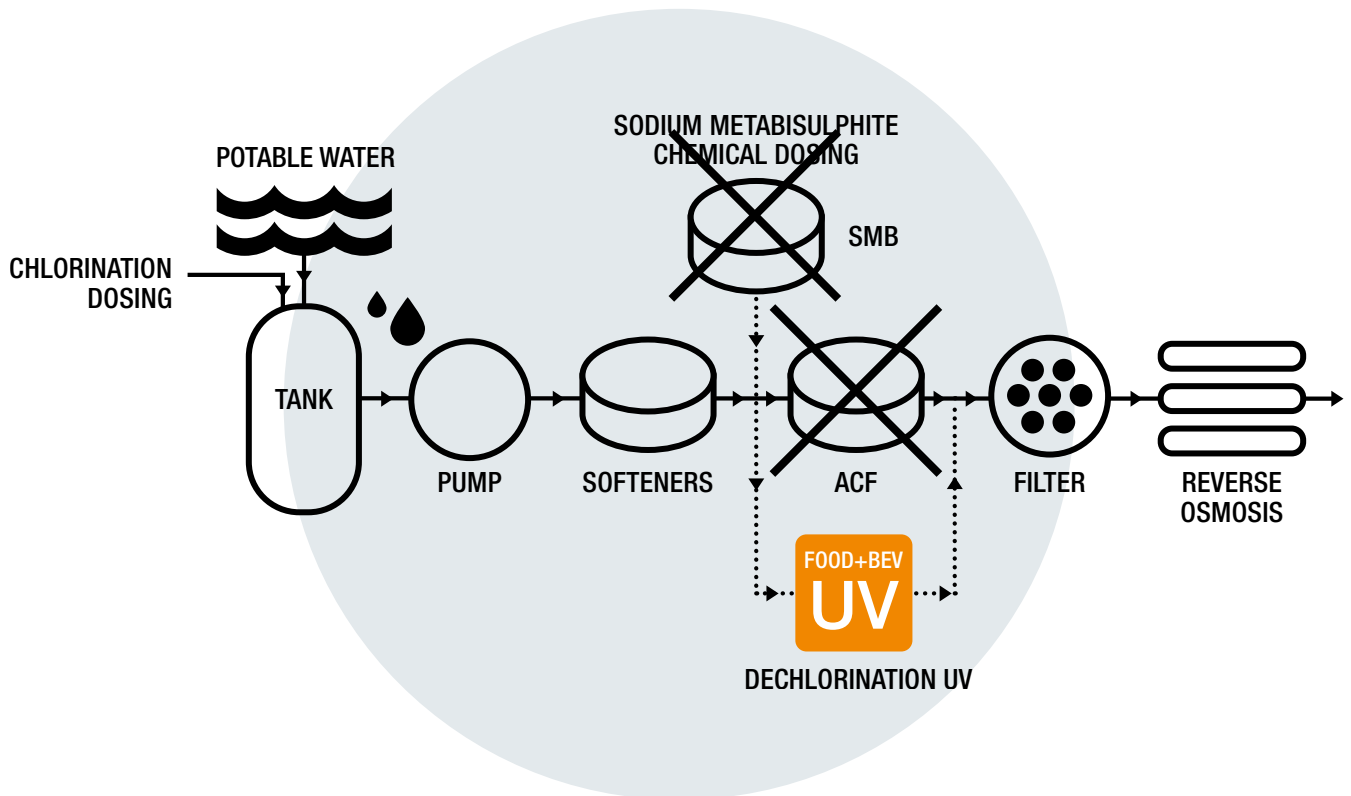 SODIUM METABISULPHITE
CHEMICAL DOSING
POTABLE WATER
SMB
CHLORINATION
DOSING
TANK
PUMP
SOFTENERS
ACF
FILTER
REVERSE
OSMOSIS
FOOD+BEV
UV
DECHLORINATION UV